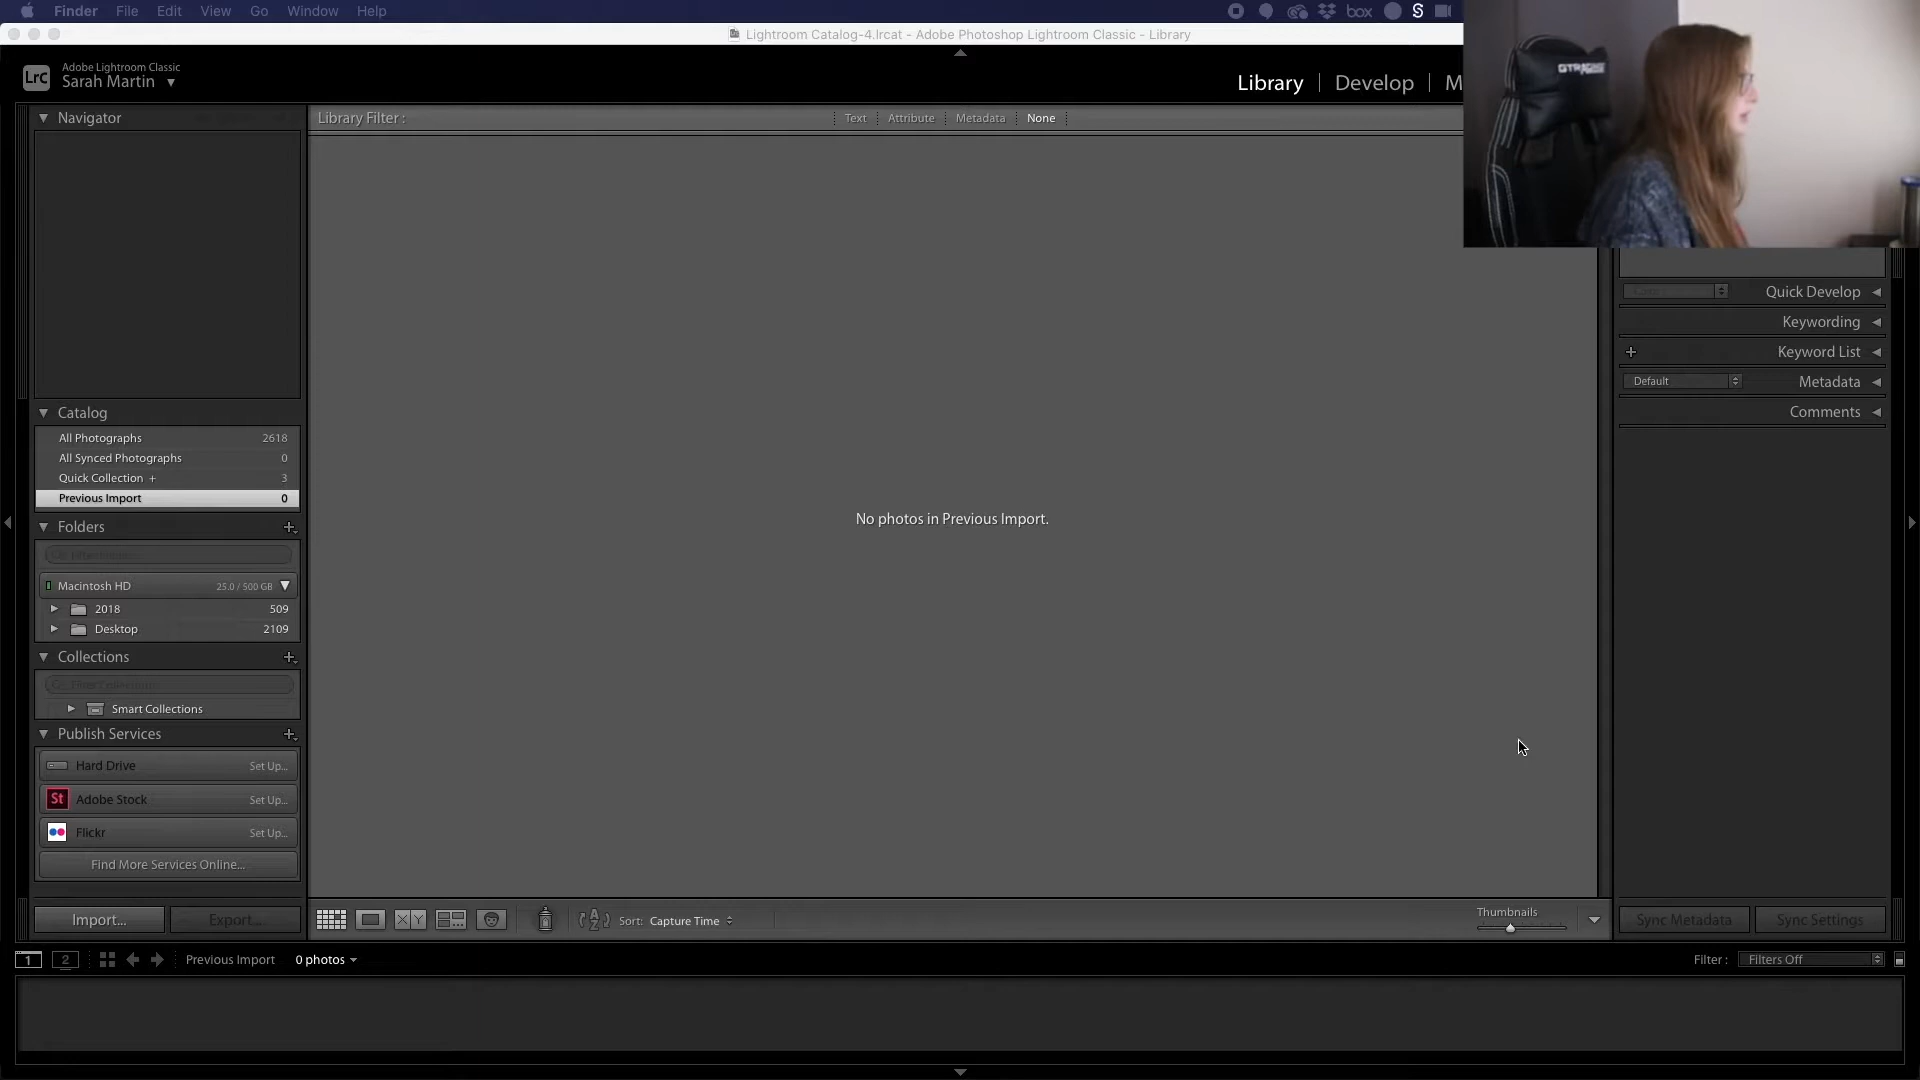 Finder File Edit View Go Window Help
box
Lightroom Catalog-4.lrcat - Adobe Photoshop Lightroom Classic - Library
Lrc
Adobe Lightroom Classic
Sarah Martin
Library | Develop | M
GTRACING
Navigator
Library Filter :
Text Attribute Metadata None
Quick Develop
Keywording
+ Keyword List
Default Metadata
Comments
Catalog
All Photographs 2618
All Synced Photographs 0
Quick Collection + 3
Previous Import 0
No photos in Previous Import.
Folders
Macintosh HD 25.0 / 500 GB
2018 509
Desktop 2109
Collections
Filter Collections
Smart Collections
Publish Services
Hard Drive Set Up...
St Adobe Stock Set Up...
Flickr Set Up...
Find More Services Online...
Import... Export...
XY
Sort: Capture Time
Thumbnails
Sync Metadata Sync Settings
1 2 Previous Import 0 photos
Filter : Filters Off